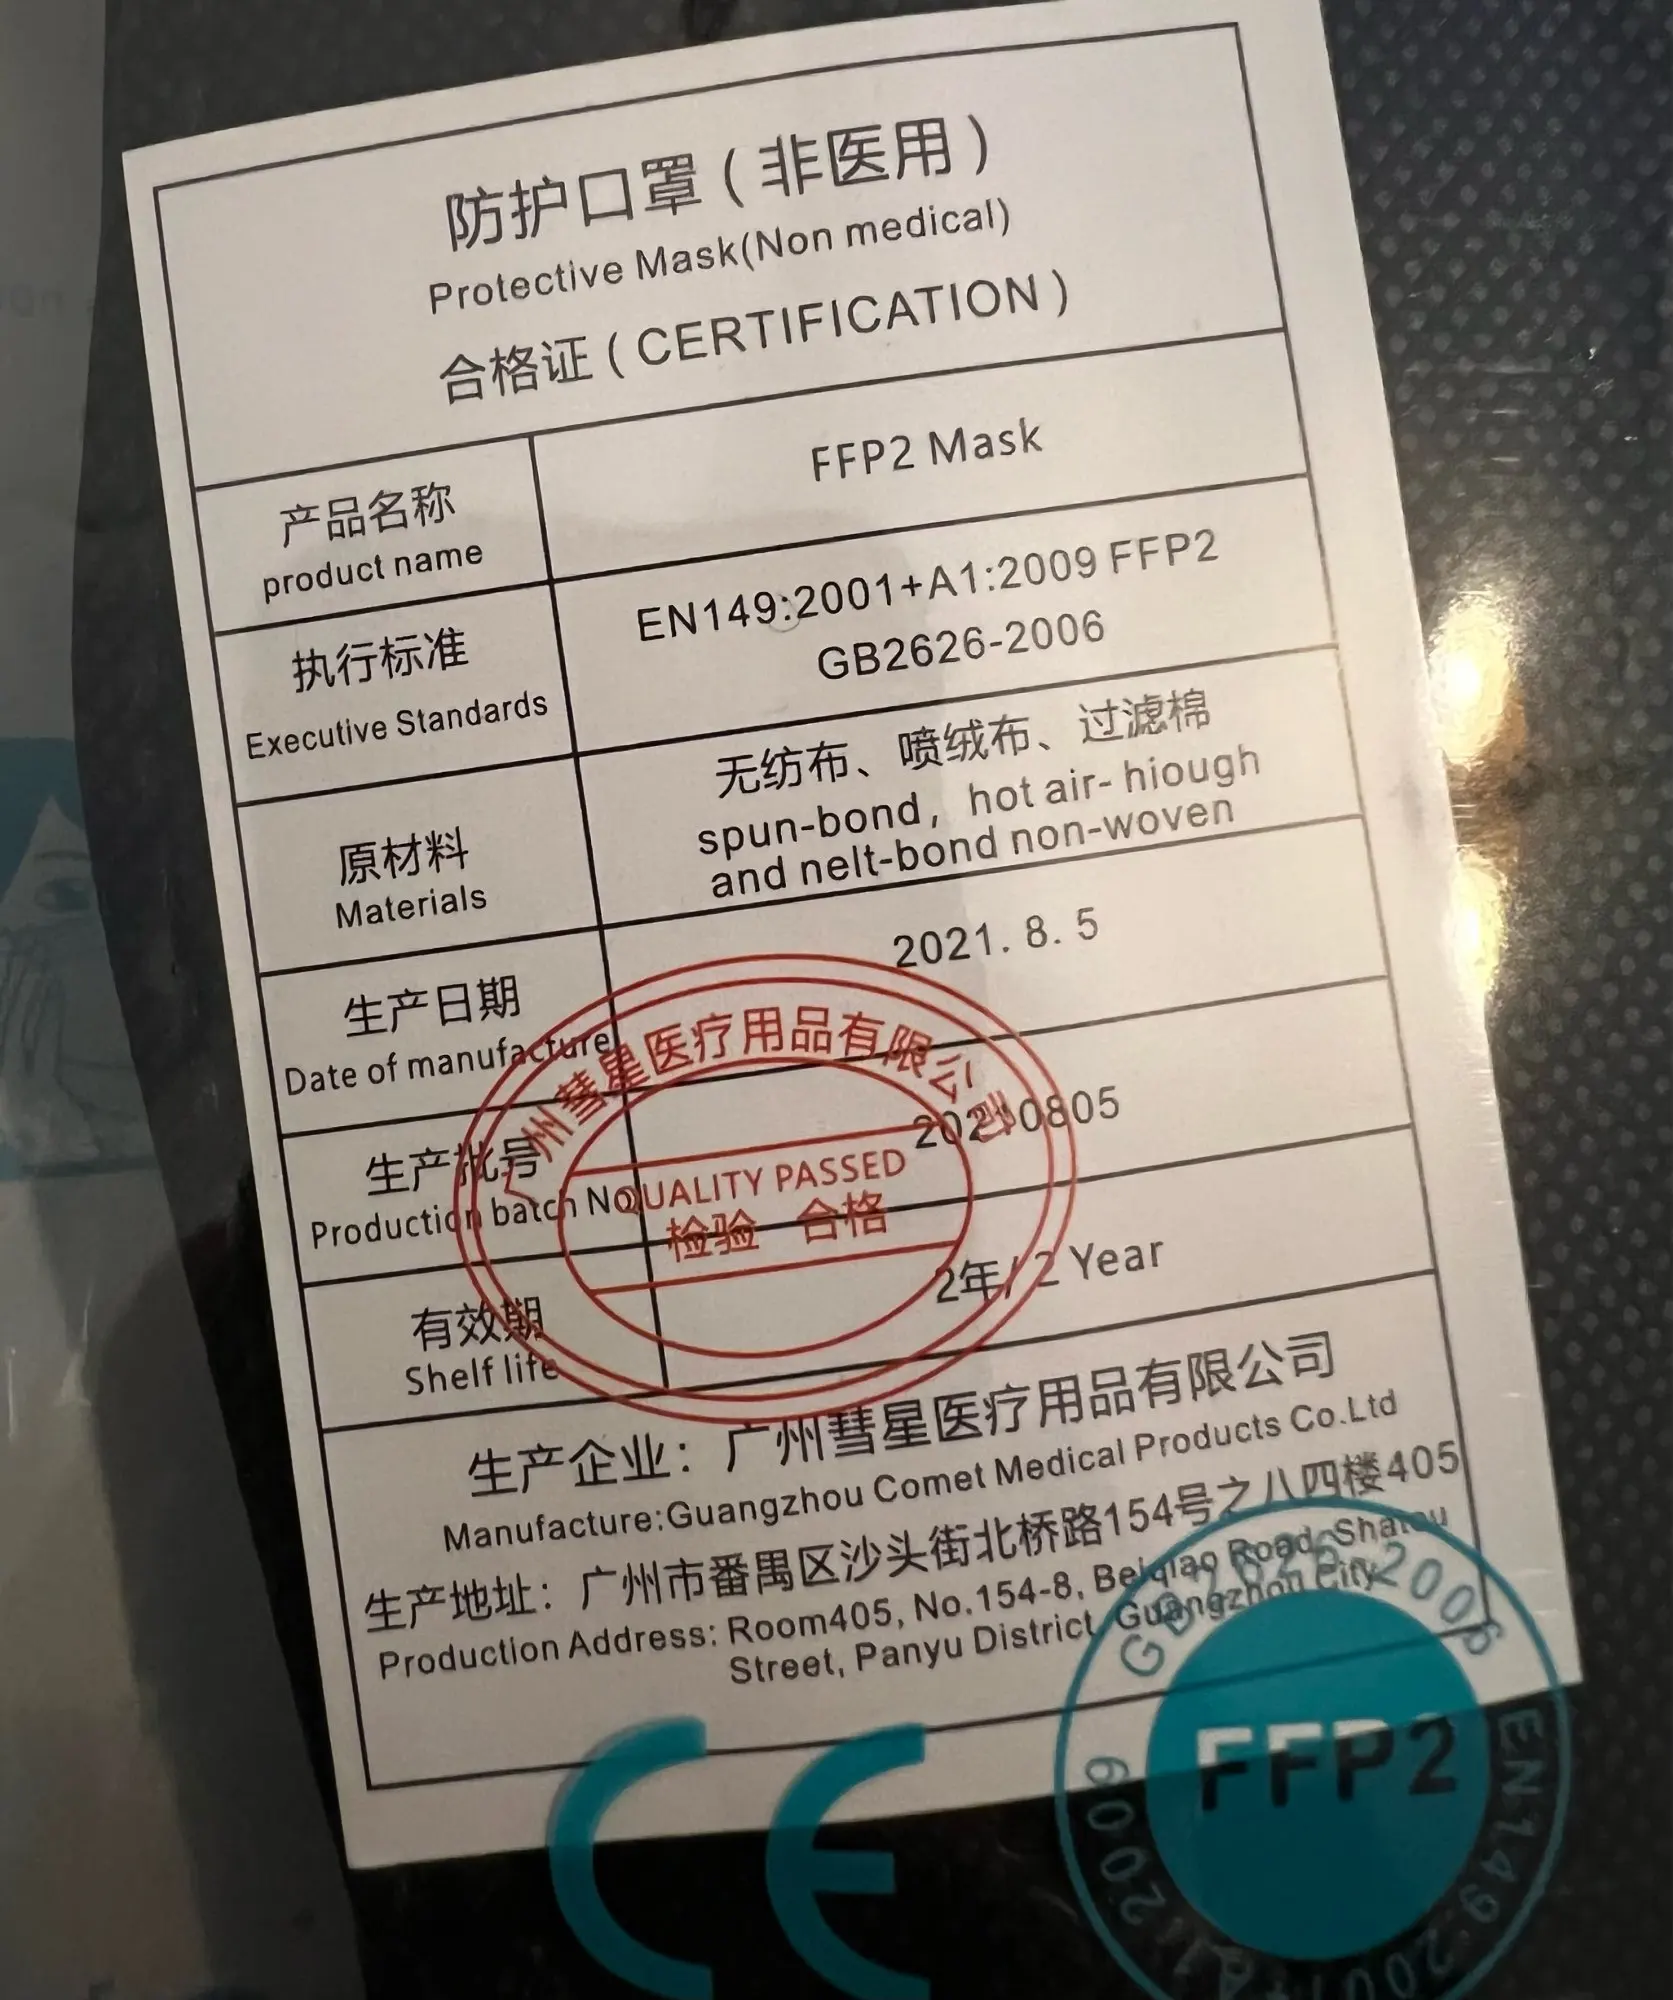 防护口罩(非医用)
Protective Mask(Non medical)
合格证(CERTIFICATION)
产品名称
product name
FFP2 Mask
执行标准
Executive Standards
EN149:2001+A1:2009 FFP2
GB2626-2006
原材料
Materials
无纺布、喷绒布、过滤棉
spun-bond, hot air- hiough
and nelt-bond non-woven
生产日期
Date of manufacture
2021. 8. 5
生产批号
Production batch NO
20210805
有效期
Shelf life
2年/ 2 Year
广州彗星医疗用品有限公司
QUALITY PASSED
检验 合格
生产企业：广州彗星医疗用品有限公司
Manufacture:Guangzhou Comet Medical Products Co.Ltd
生产地址：广州市番禺区沙头街北桥路154号之八四楼405
Production Address: Room405, No.154-8, Beiqiao Road, Shatou
Street, Panyu District, Guangzhou City
CE
GB2626-2006
FFP2
EN149:2001+A1:2009